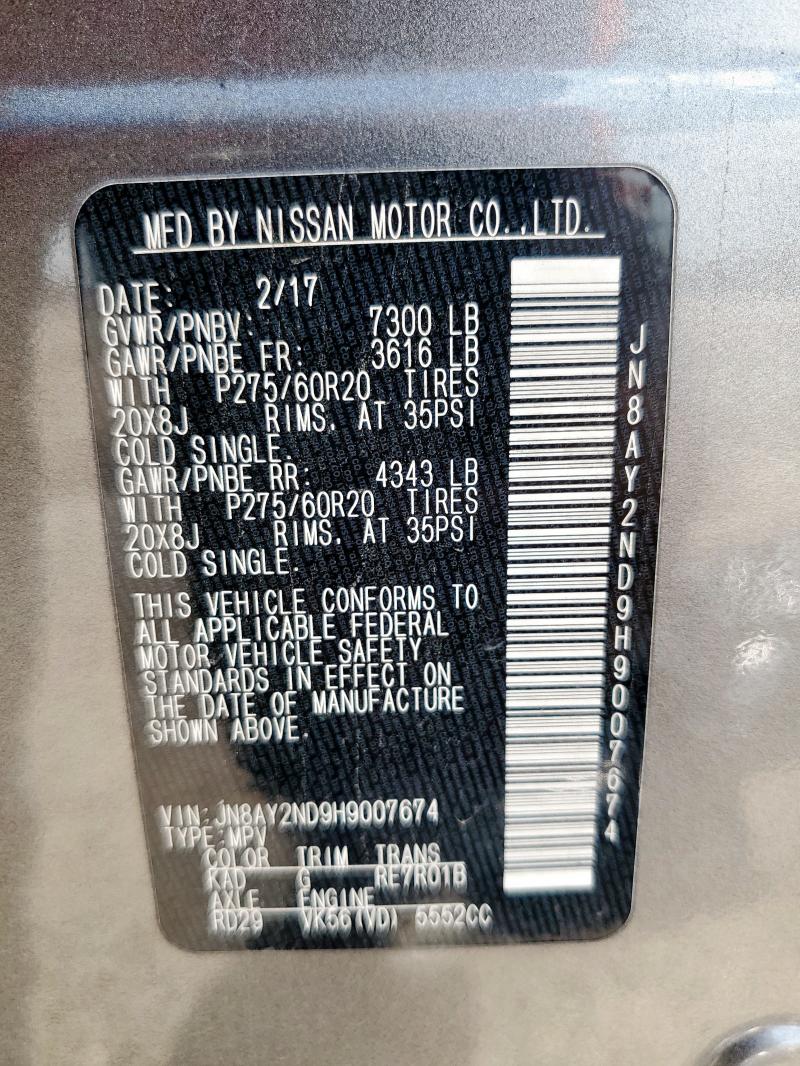 MFD BY NISSAN MOTOR CO.,LTD.
DATE: 2/17
GVWR/PNBV: 7300 LB
GAWR/PNBE FR: 3616 LB
WITH P275/60R20 TIRES
20X8J RIMS. AT 35PSI
COLD SINGLE.
GAWR/PNBE RR: 4343 LB
WITH P275/60R20 TIRES
20X8J RIMS. AT 35PSI
COLD SINGLE.
THIS VEHICLE CONFORMS TO
ALL APPLICABLE FEDERAL
MOTOR VEHICLE SAFETY
STANDARDS IN EFFECT ON
THE DATE OF MANUFACTURE
SHOWN ABOVE.
VIN:JN8AY2ND9H9007674
TYPE:MPV
COLOR TRIM TRANS
KAD G RE7R01B
AXLE ENGINE
RD29 VK56(VD) 5552CC
JN8AY2ND9H9007674